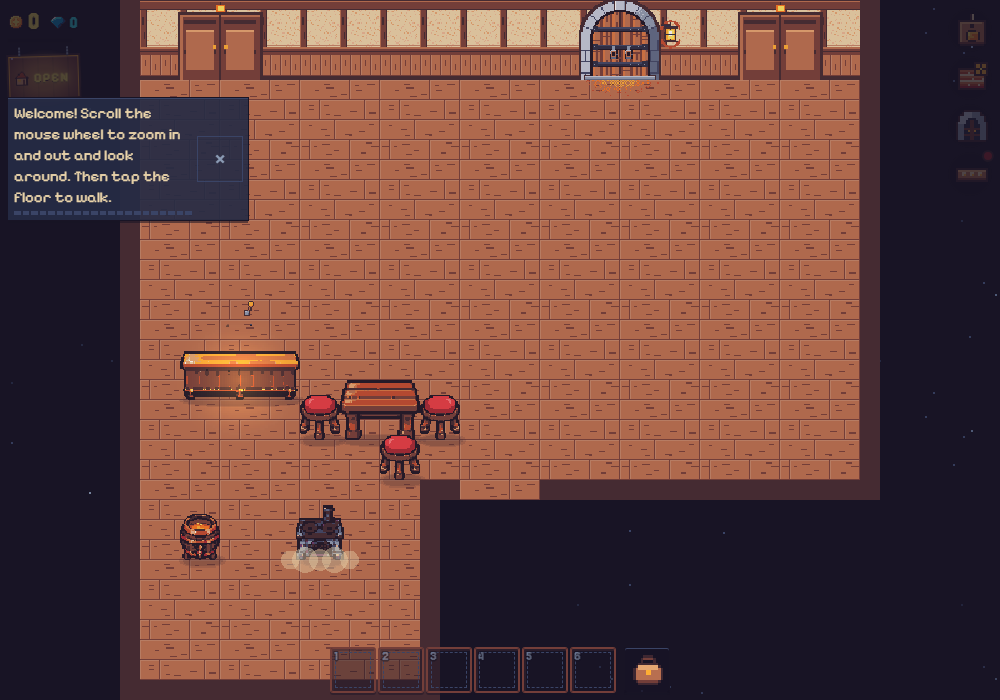 0 0
OPEN
Welcome! Scroll the
mouse wheel to zoom in
and out and look
around. Then tap the
floor to walk.
×
1 2 3 4 5 6